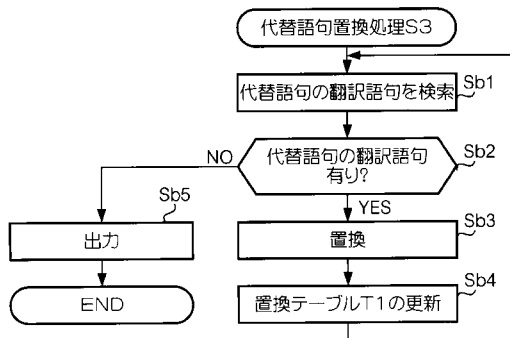 代替語句置換処理S3
代替語句の翻訳語句を検索
Sb1
代替語句の翻訳語句
有り?
Sb2
NO
YES
Sb5
出力
置換
Sb3
END
置換テーブルT1の更新
Sb4